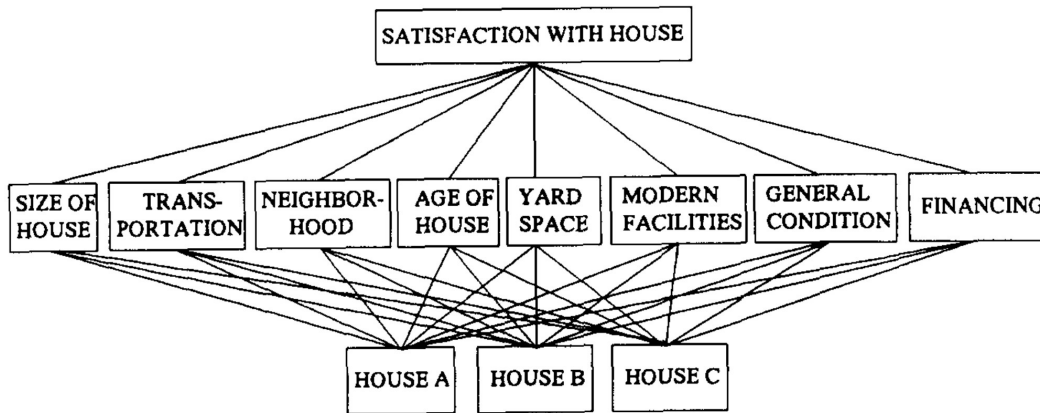 SATISFACTION WITH HOUSE
SIZE OF
HOUSE
TRANS-
PORTATION
NEIGHBOR-
HOOD
AGE OF
HOUSE
YARD
SPACE
MODERN
FACILITIES
GENERAL
CONDITION
FINANCING
HOUSE A
HOUSE B
HOUSE C